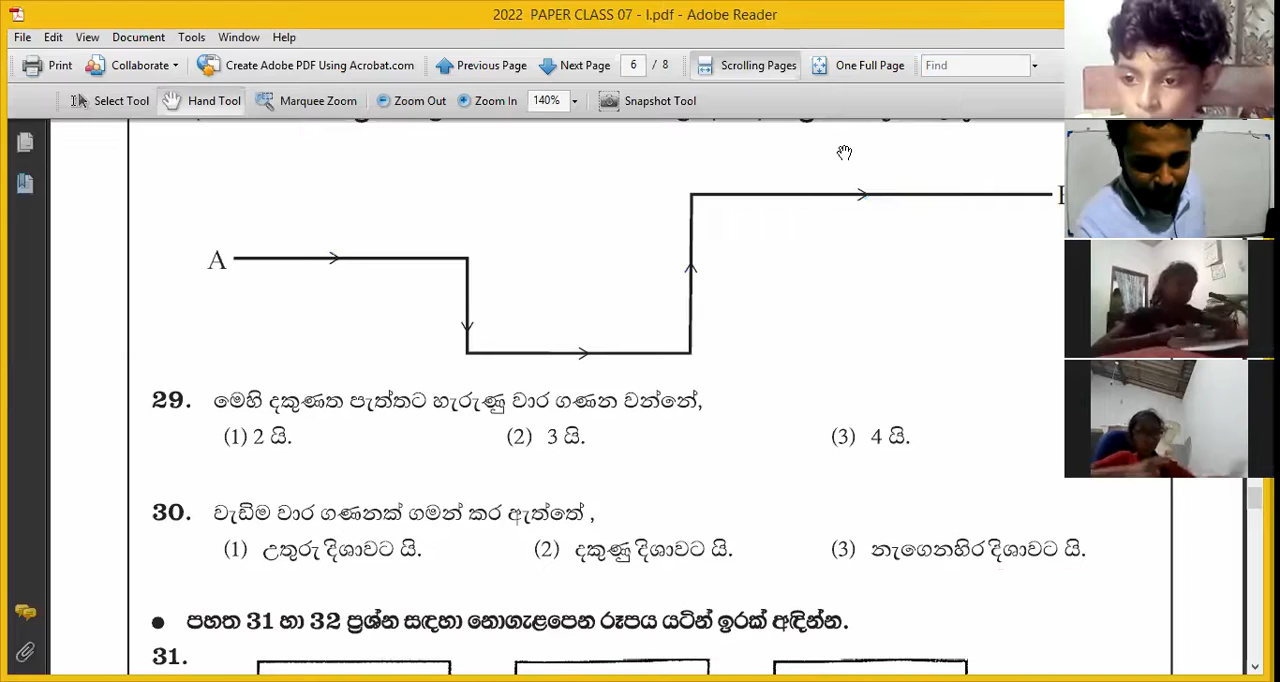 2022 PAPER CLASS 07 - I.pdf - Adobe Reader
File Edit View Document Tools Window Help
Print Collaborate Create Adobe PDF Using Acrobat.com Previous Page Next Page 6 / 8 Scrolling Pages One Full Page Find
Select Tool Hand Tool Marquee Zoom Zoom Out Zoom In 140% Snapshot Tool
A
29. මෙහි දකුණත පැත්තට හැරුණු වාර ගණන වන්නේ,
(1) 2 යි. (2) 3 යි. (3) 4 යි.
30. වැඩිම වාර ගණනක් ගමන් කර ඇත්තේ ,
(1) උතුරු දිශාවට යි. (2) දකුණු දිශාවට යි. (3) නැගෙනහිර දිශාවට යි.
● පහත 31 හා 32 ප්‍රශ්න සඳහා නොගැළපෙන රූපය යටින් ඉරක් අඳින්න.
31.